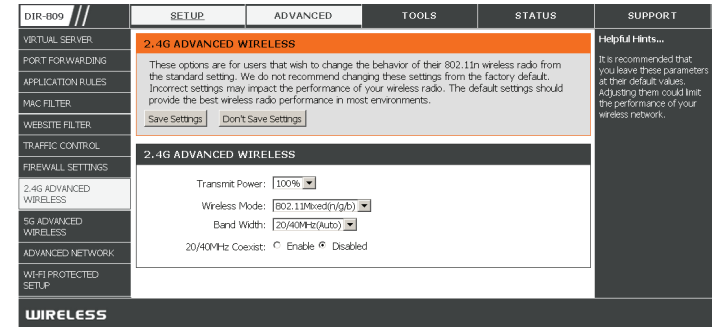 DIR-809
SETUP
ADVANCED
TOOLS
STATUS
SUPPORT
VIRTUAL SERVER
PORT FORWARDING
APPLICATION RULES
MAC FILTER
WEBSITE FILTER
TRAFFIC CONTROL
FIREWALL SETTINGS
2.4G ADVANCED
WIRELESS
5G ADVANCED
WIRELESS
ADVANCED NETWORK
WI-FI PROTECTED
SETUP
2.4G ADVANCED WIRELESS
These options are for users that wish to change the behavior of their 802.11n wireless radio from
the standard setting. We do not recommend changing these settings from the factory default.
Incorrect settings may impact the performance of your wireless radio. The default settings should
provide the best wireless radio performance in most environments.
Save Settings
Don't Save Settings
2.4G ADVANCED WIRELESS
Transmit Power: 100%
Wireless Mode: 802.11Mixed(n/g/b)
Band Width: 20/40MHz(Auto)
20/40MHz Coexist: Enable Disabled
Helpful Hints...
It is recommended that
you leave these parameters
at their default values.
Adjusting them could limit
the performance of your
wireless network.
WIRELESS